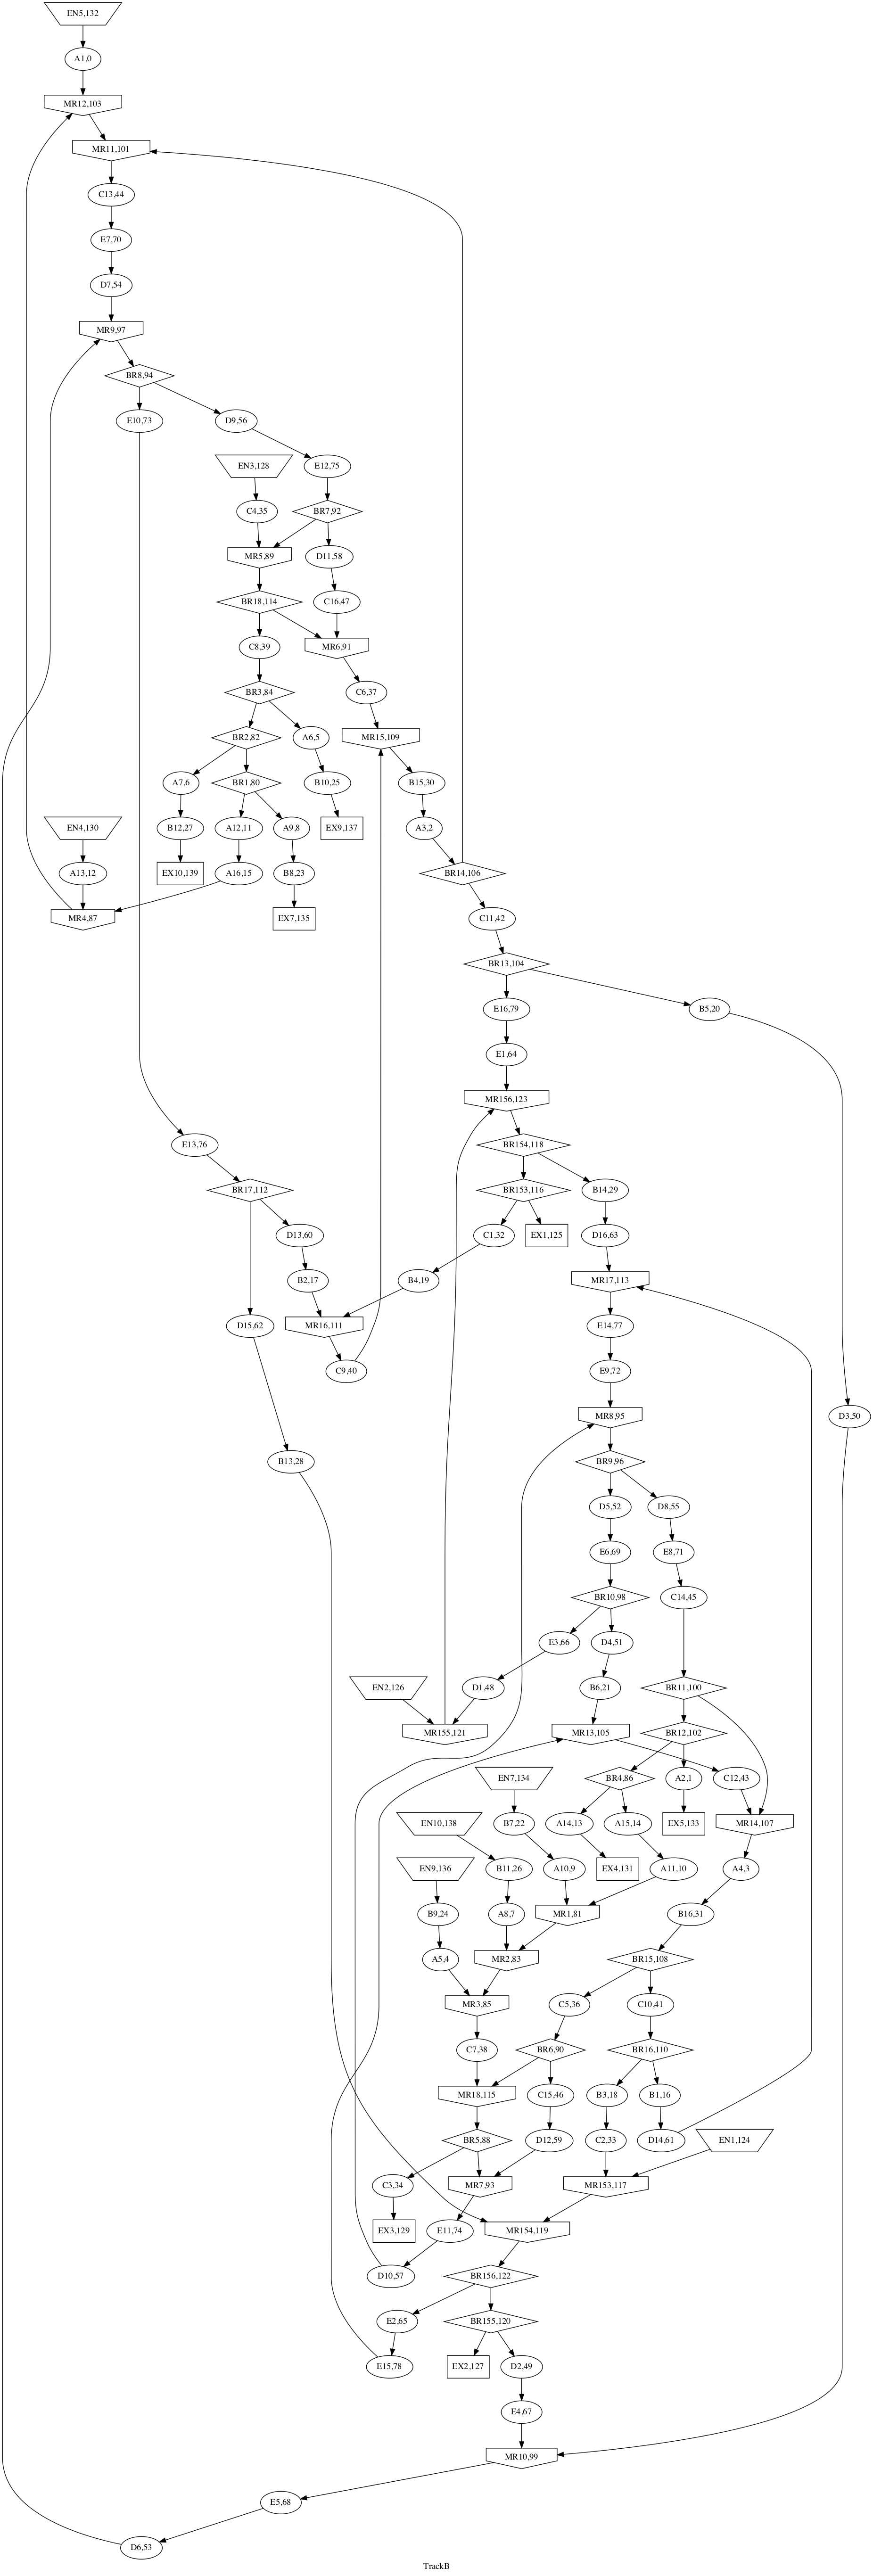 EN5,132
A1,0
MR12,103
MR11,101
C13,44
E7,70
D7,54
MR9,97
BR8,94
E10,73
D9,56
EN3,128
E12,75
C4,35
BR7,92
MR5,89
D11,58
BR18,114
C16,47
C8,39
MR6,91
BR3,84
C6,37
BR2,82
A6,5
MR15,109
A7,6
BR1,80
B10,25
B15,30
EN4,130
B12,27
A12,11
A9,8
EX9,137
A3,2
A13,12
EX10,139
A16,15
B8,23
BR14,106
MR4,87
EX7,135
C11,42
BR13,104
E16,79
B5,20
E1,64
MR156,123
E13,76
BR154,118
BR17,112
BR153,116
B14,29
D13,60
C1,32
EX1,125
D16,63
B2,17
B4,19
MR17,113
D15,62
MR16,111
E14,77
C9,40
E9,72
MR8,95
D3,50
B13,28
BR9,96
D5,52
D8,55
E6,69
E8,71
BR10,98
C14,45
E3,66
D4,51
EN2,126
D1,48
B6,21
BR11,100
MR155,121
MR13,105
BR12,102
EN7,134
BR4,86
A2,1
C12,43
EN10,138
B7,22
A14,13
A15,14
EX5,133
MR14,107
EN9,136
B11,26
A10,9
EX4,131
A11,10
A4,3
B9,24
A8,7
MR1,81
B16,31
A5,4
MR2,83
BR15,108
MR3,85
C5,36
C10,41
C7,38
BR6,90
BR16,110
MR18,115
C15,46
B3,18
B1,16
BR5,88
D12,59
C2,33
D14,61
EN1,124
C3,34
MR7,93
MR153,117
EX3,129
E11,74
MR154,119
D10,57
BR156,122
E2,65
BR155,120
E15,78
EX2,127
D2,49
E4,67
MR10,99
E5,68
D6,53
TrackB